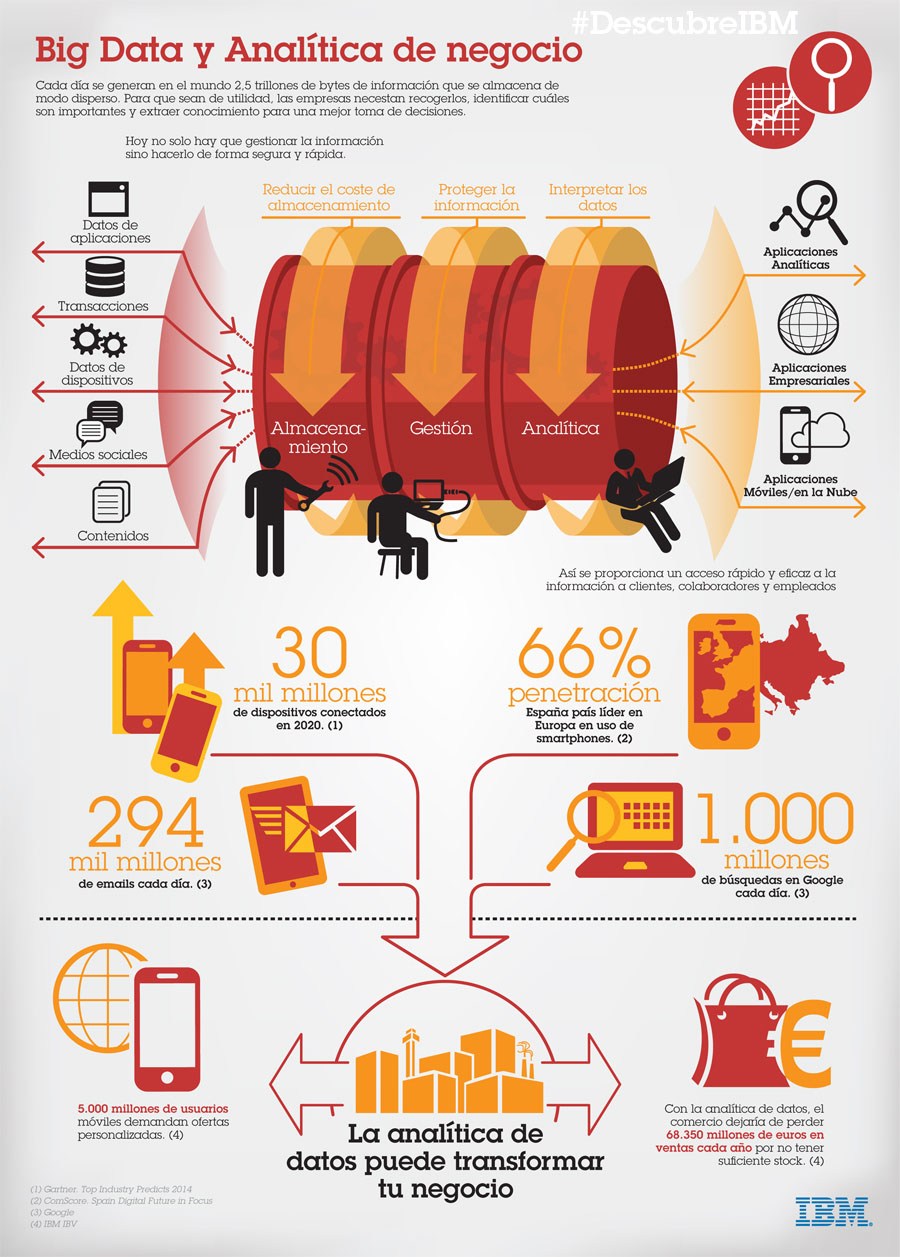 #DescubreIBM
Big Data y Analítica de negocio
Cada día se generan en el mundo 2,5 trillones de bytes de información que se almacena de
modo disperso. Para que sean de utilidad, las empresas necestan recogerlos, identificar cuáles
son importantes y extraer conocimiento para una mejor toma de decisiones.
Hoy no solo hay que gestionar la información
sino hacerlo de forma segura y rápida.
Reducir el coste de
almacenamiento
Proteger la
información
Interpretar los
datos
Datos de
aplicaciones
Transacciones
Datos de
dispositivos
Medios sociales
Contenidos
Almacena-
miento
Gestión
Analítica
Aplicaciones
Analíticas
Aplicaciones
Empresariales
Aplicaciones
Móviles/en la Nube
Así se proporciona un acceso rápido y eficaz a la
información a clientes, colaboradores y empleados
30
mil millones
de dispositivos conectados
en 2020. (1)
66%
penetración
España país líder en
Europa en uso de
smartphones. (2)
294
mil millones
de emails cada día. (3)
1.000
millones
de búsquedas en Google
cada día. (3)
5.000 millones de usuarios
móviles demandan ofertas
personalizadas. (4)
La analítica de
datos puede transformar
tu negocio
€
Con la analítica de datos, el
comercio dejaría de perder
68.350 millones de euros en
ventas cada año por no tener
suficiente stock. (4)
(1) Gartner. Top Industry Predicts 2014
(2) ComScore. Spain Digital Future in Focus
(3) Google
(4) IBM IBV
IBM